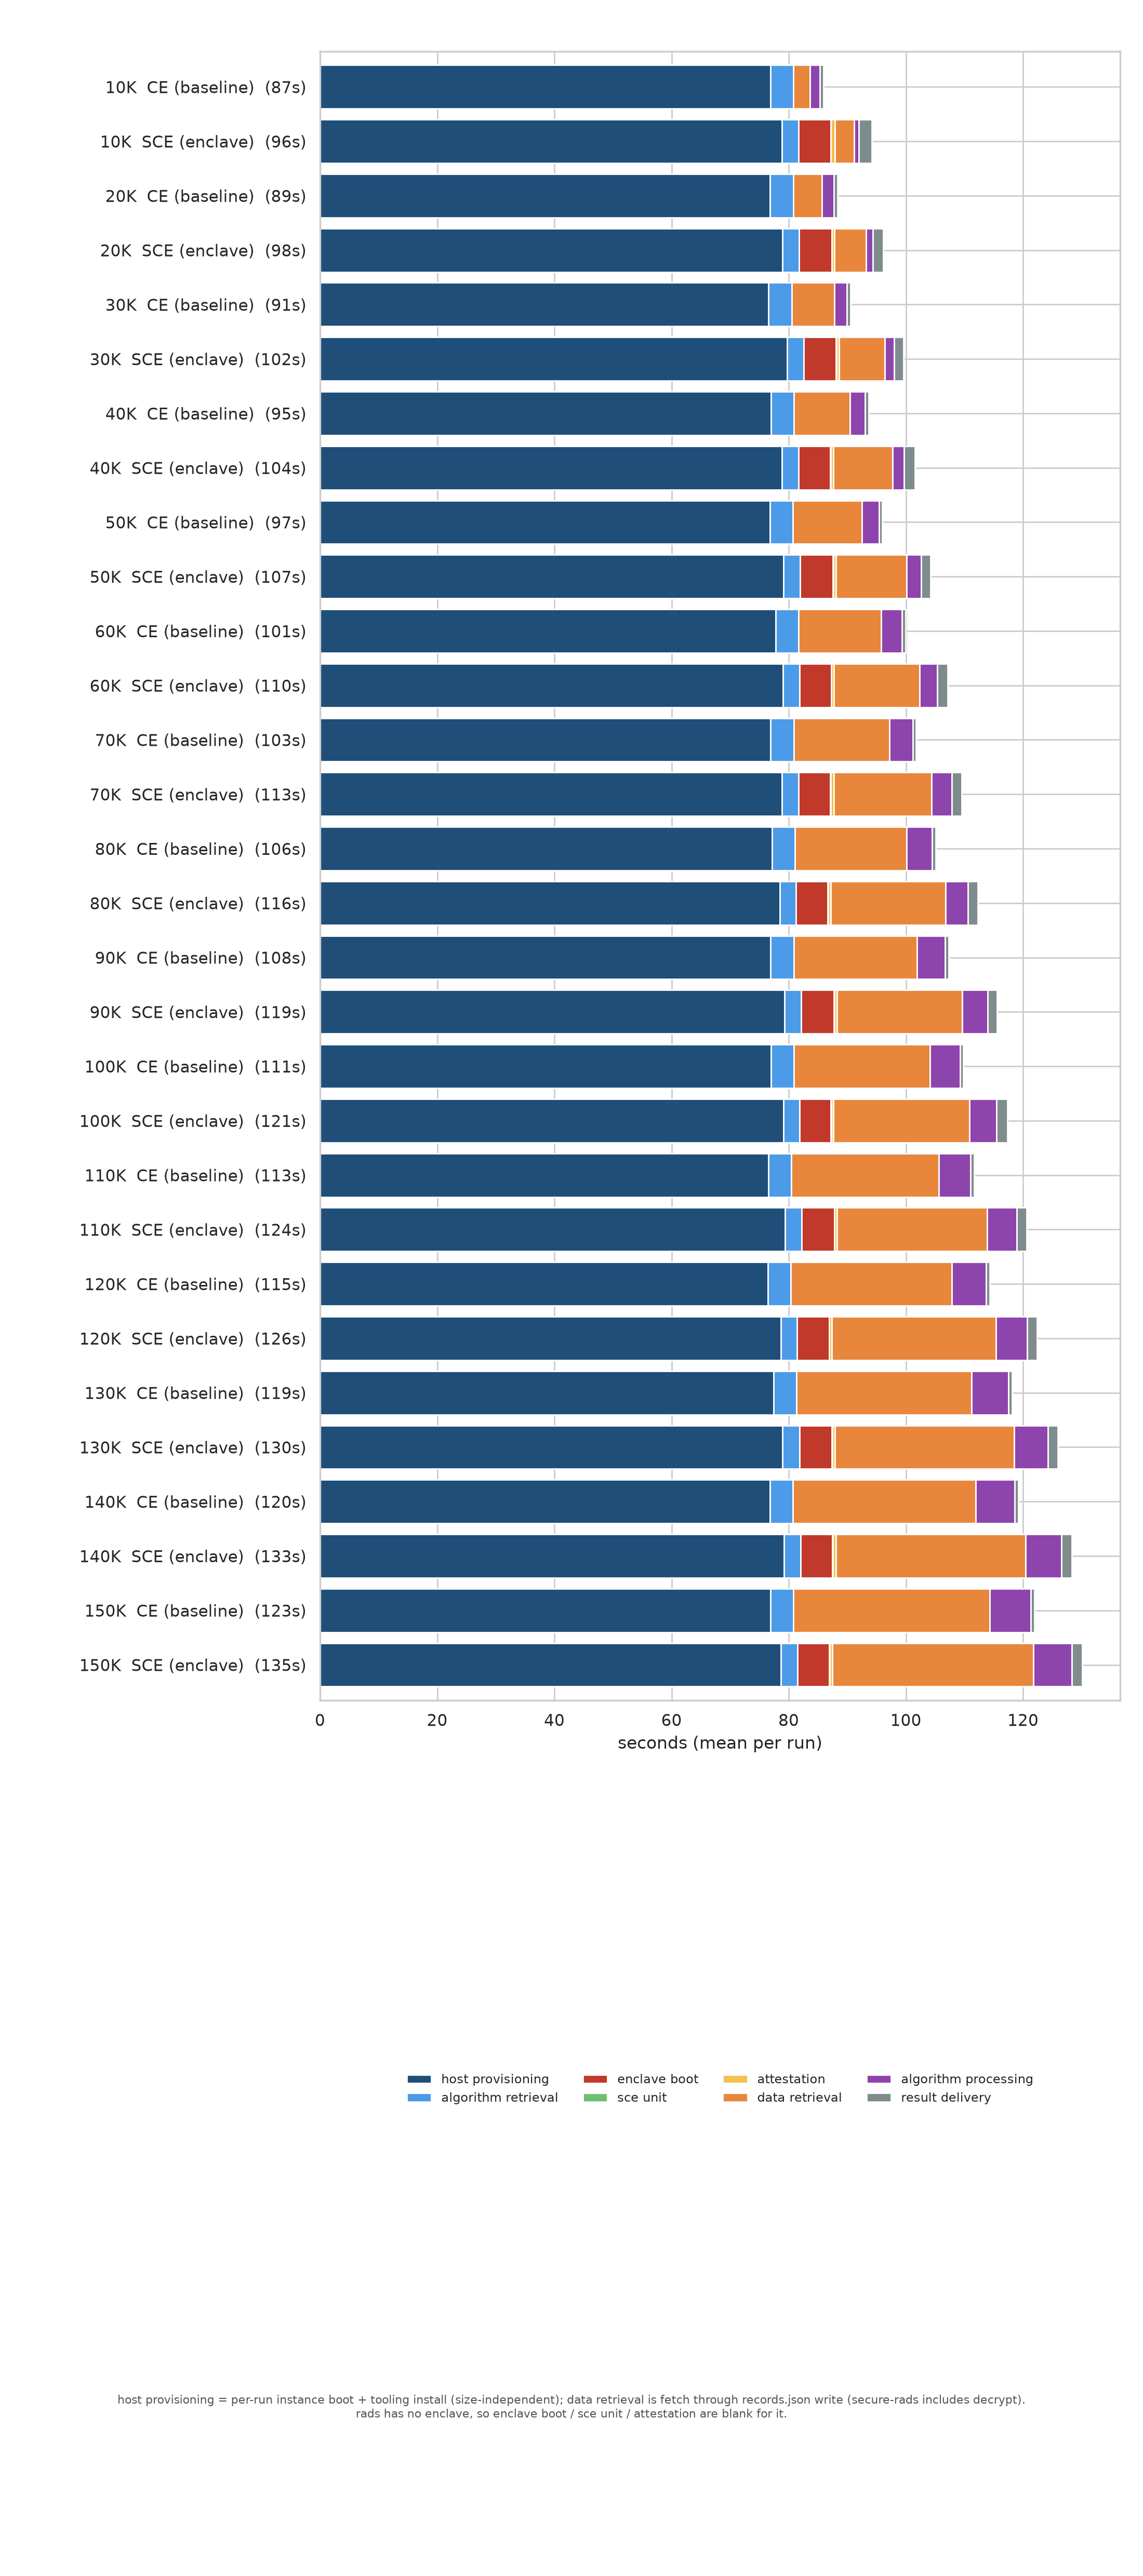 10K  CE (baseline)  (87s)
10K  SCE (enclave)  (96s)
20K  CE (baseline)  (89s)
20K  SCE (enclave)  (98s)
30K  CE (baseline)  (91s)
30K  SCE (enclave)  (102s)
40K  CE (baseline)  (95s)
40K  SCE (enclave)  (104s)
50K  CE (baseline)  (97s)
50K  SCE (enclave)  (107s)
60K  CE (baseline)  (101s)
60K  SCE (enclave)  (110s)
70K  CE (baseline)  (103s)
70K  SCE (enclave)  (113s)
80K  CE (baseline)  (106s)
80K  SCE (enclave)  (116s)
90K  CE (baseline)  (108s)
90K  SCE (enclave)  (119s)
100K  CE (baseline)  (111s)
100K  SCE (enclave)  (121s)
110K  CE (baseline)  (113s)
110K  SCE (enclave)  (124s)
120K  CE (baseline)  (115s)
120K  SCE (enclave)  (126s)
130K  CE (baseline)  (119s)
130K  SCE (enclave)  (130s)
140K  CE (baseline)  (120s)
140K  SCE (enclave)  (133s)
150K  CE (baseline)  (123s)
150K  SCE (enclave)  (135s)
0 20 40 60 80 100 120
seconds (mean per run)
host provisioning enclave boot attestation algorithm processing
algorithm retrieval sce unit data retrieval result delivery
host provisioning = per-run instance boot + tooling install (size-independent); data retrieval is fetch through records.json write (secure-rads includes decrypt).
rads has no enclave, so enclave boot / sce unit / attestation are blank for it.